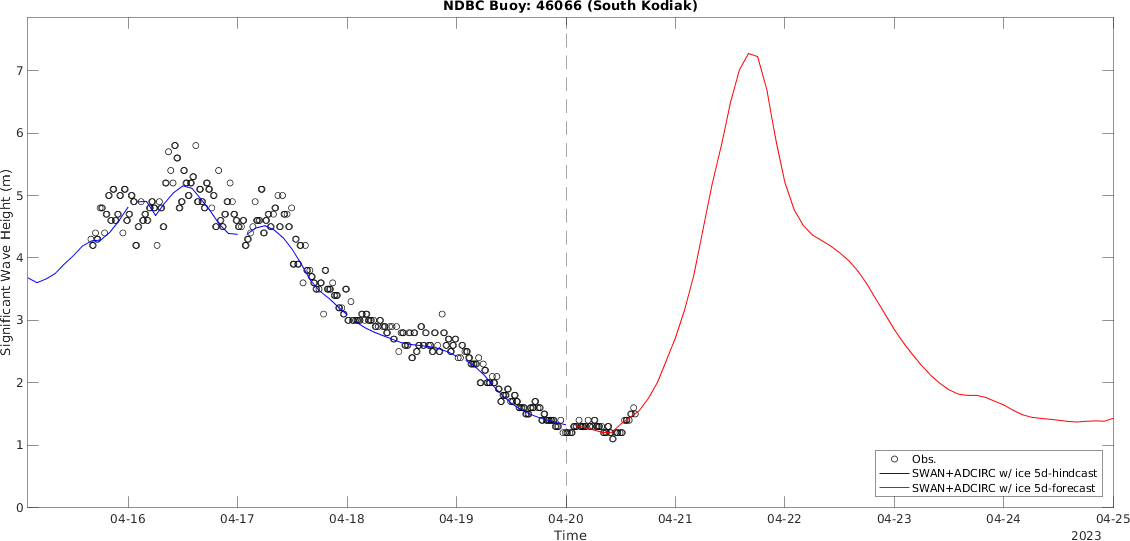 NDBC Buoy: 46066 (South Kodiak)
Significant Wave Height (m)
7
6
5
4
3
2
1
0
Obs.
SWAN+ADCIRC w/ ice 5d-hindcast
SWAN+ADCIRC w/ ice 5d-forecast
04-16 04-17 04-18 04-19 04-20 04-21 04-22 04-23 04-24 04-25
Time
2023